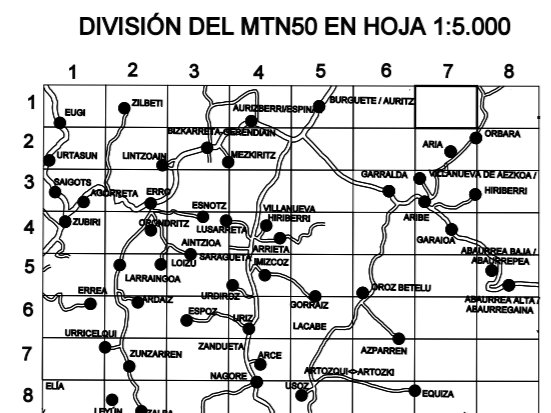 DIVISIÓN DEL MTN50 EN HOJA 1:5.000
1 2 3 4 5 6 7 8
1
ZILBETI
BURGUETE / AURITZ
EUGI
AURIZBERRI/ESPINAL
2
BIZKARRETA-GERENDIAIN
ORBARA
ARIA
URTASUN
LINTZOAIN
MEZKIRITZ
3
GARRALDA
VILLANUEVA DE AEZKOA /
HIRIBERRI
SAIGOTS
AGORRETA
ERRO
ESNOTZ
VILLANUEVA
HIRIBERRI
ARIBE
4
ZUBIRI
ORONDRITZ
LUSARRETA
GARAIOA
AINTZIOA
ARRIETA
ABAURREA BAJA /
ABAURREPEA
5
LOIZU
SARAGUETA
IMIZCOZ
LARRAINGOA
URDIROZ
OROZ BETELU
ERREA
ARDAIZ
GORRAIZ
ABAURREA ALTA /
ABAURREGAINA
6
ESPOZ
URIZ
LACABE
URRICELQUI
ZANDUETA
AZPARREN
7
ZUNZARREN
ARCE
ARTOZQUI<>ARTOZKI
NAGORE
ELÍA
USOZ
EQUIZA
8
LEYÚN